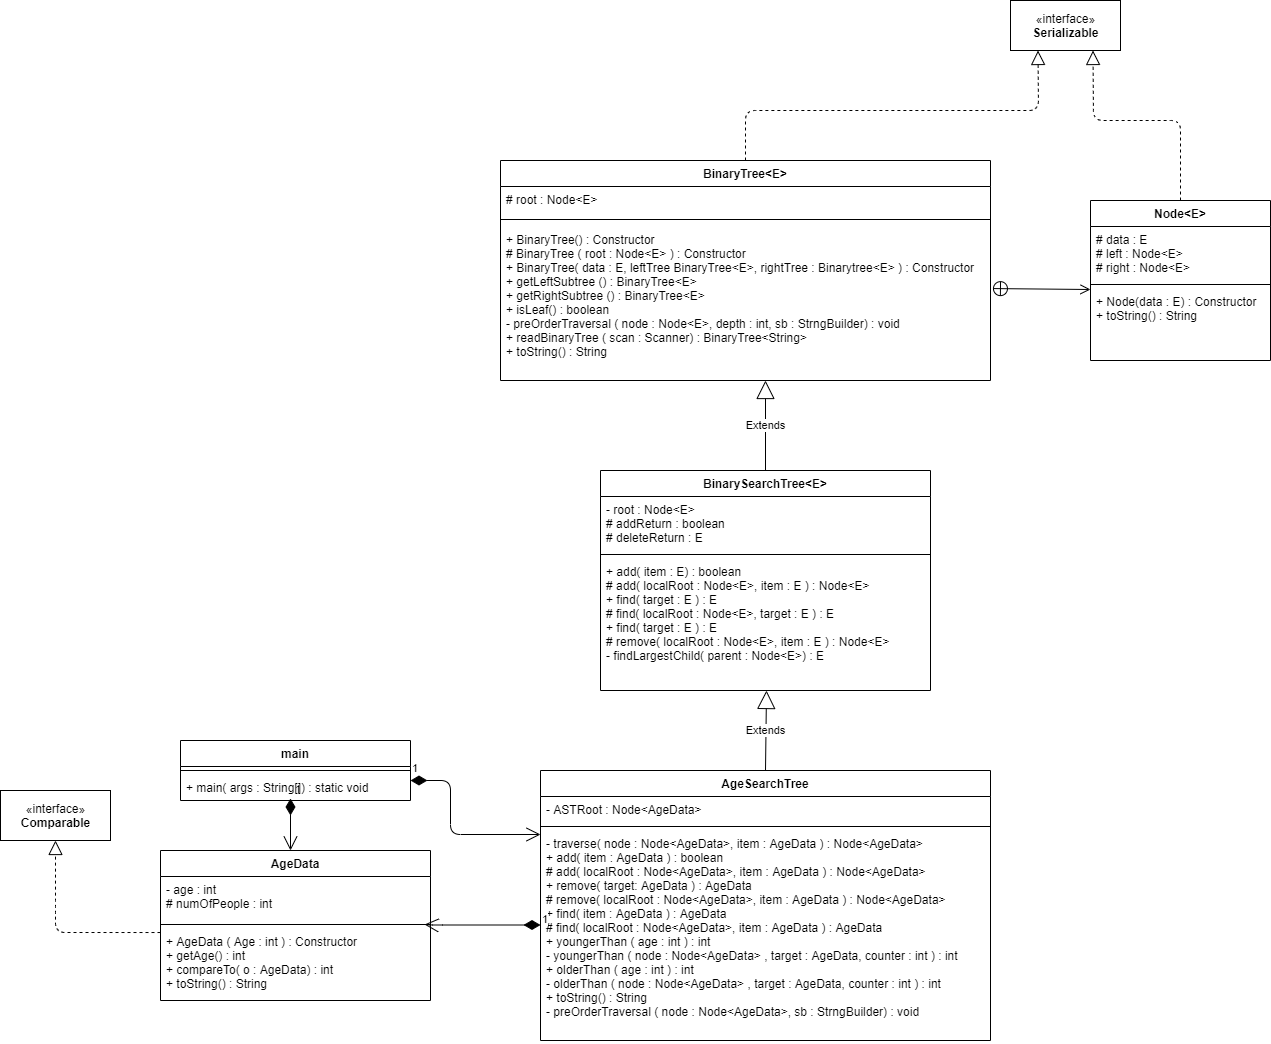 «interface»
Serializable
BinaryTree<E>
# root : Node<E>
+ BinaryTree() : Constructor
# BinaryTree ( root : Node<E> ) : Constructor
+ BinaryTree( data : E, leftTree BinaryTree<E>, rightTree : Binarytree<E> ) : Constructor
+ getLeftSubtree () : BinaryTree<E>
+ getRightSubtree () : BinaryTree<E>
+ isLeaf() : boolean
- preOrderTraversal ( node : Node<E>, depth : int, sb : StrngBuilder) : void
+ readBinaryTree ( scan : Scanner) : BinaryTree<String>
+ toString() : String
Node<E>
# data : E
# left : Node<E>
# right : Node<E>
+ Node(data : E) : Constructor
+ toString() : String
Extends
BinarySearchTree<E>
- root : Node<E>
# addReturn : boolean
# deleteReturn : E
+ add( item : E) : boolean
# add( localRoot : Node<E>, item : E ) : Node<E>
+ find( target : E ) : E
# find( localRoot : Node<E>, target : E ) : E
+ find( target : E ) : E
# remove( localRoot : Node<E>, item : E ) : Node<E>
- findLargestChild( parent : Node<E>) : E
Extends
main
+ main( args : String[]) : static void
1
1
«interface»
Comparable
AgeData
- age : int
# numOfPeople : int
+ AgeData ( Age : int ) : Constructor
+ getAge() : int
+ compareTo( o : AgeData) : int
+ toString() : String
AgeSearchTree
- ASTRoot : Node<AgeData>
- traverse( node : Node<AgeData>, item : AgeData ) : Node<AgeData>
+ add( item : AgeData ) : boolean
# add( localRoot : Node<AgeData>, item : AgeData ) : Node<AgeData>
+ remove( target: AgeData ) : AgeData
# remove( localRoot : Node<AgeData>, item : AgeData ) : Node<AgeData>
+ find( item : AgeData ) : AgeData
1
# find( localRoot : Node<AgeData>, item : AgeData ) : AgeData
+ youngerThan ( age : int ) : int
- youngerThan ( node : Node<AgeData> , target : AgeData, counter : int ) : int
+ olderThan ( age : int ) : int
- olderThan ( node : Node<AgeData> , target : AgeData, counter : int ) : int
+ toString() : String
- preOrderTraversal ( node : Node<AgeData>, sb : StrngBuilder) : void